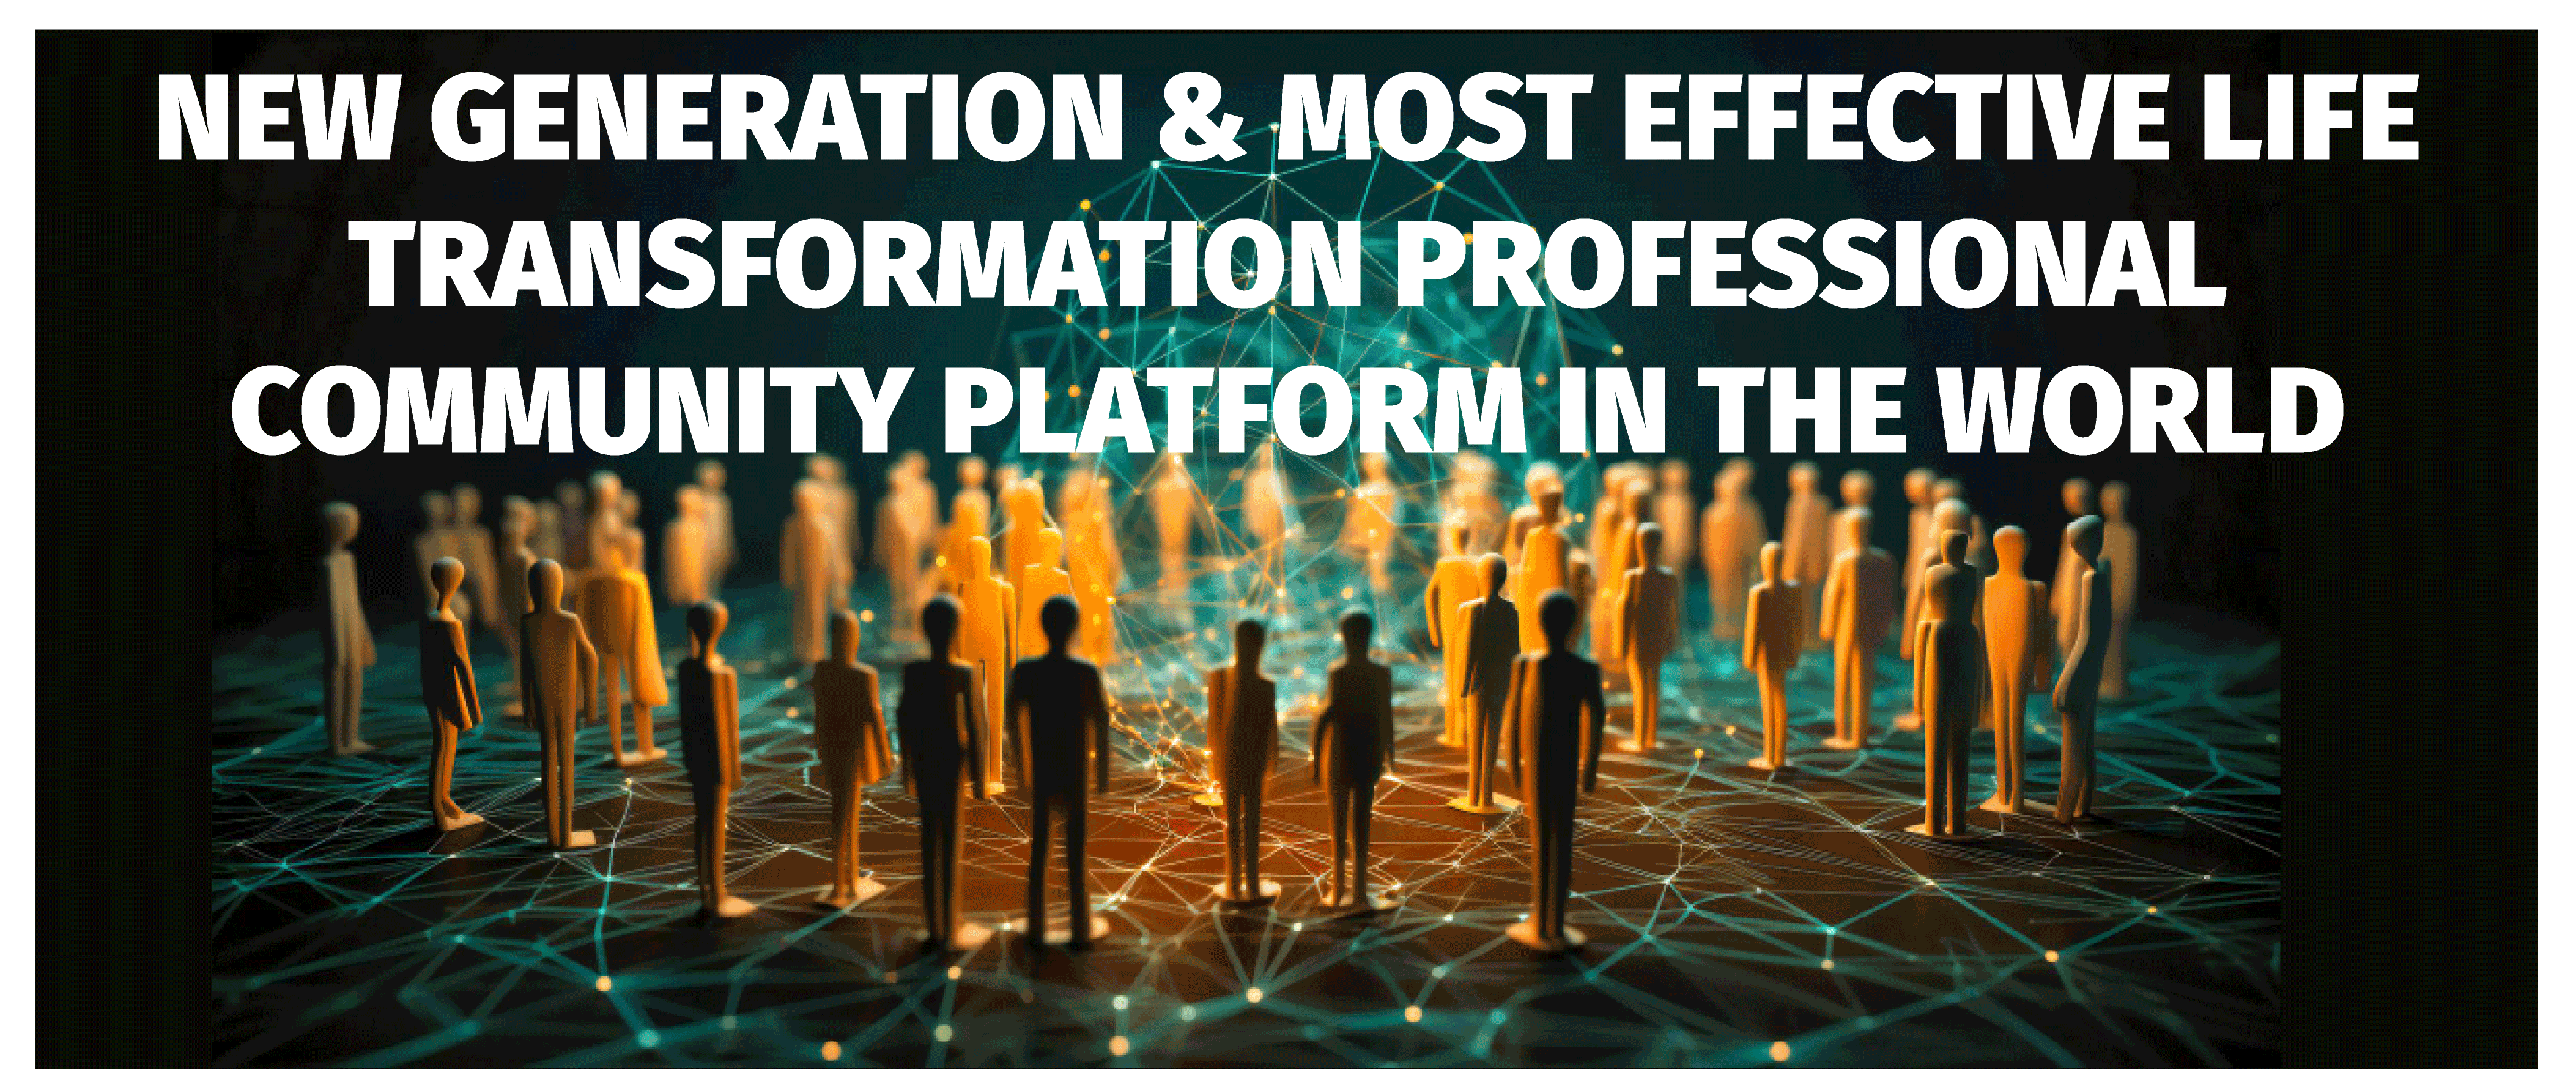 NEW GENERATION & MOST EFFECTIVE LIFE
TRANSFORMATION PROFESSIONAL
COMMUNITY PLATFORM IN THE WORLD